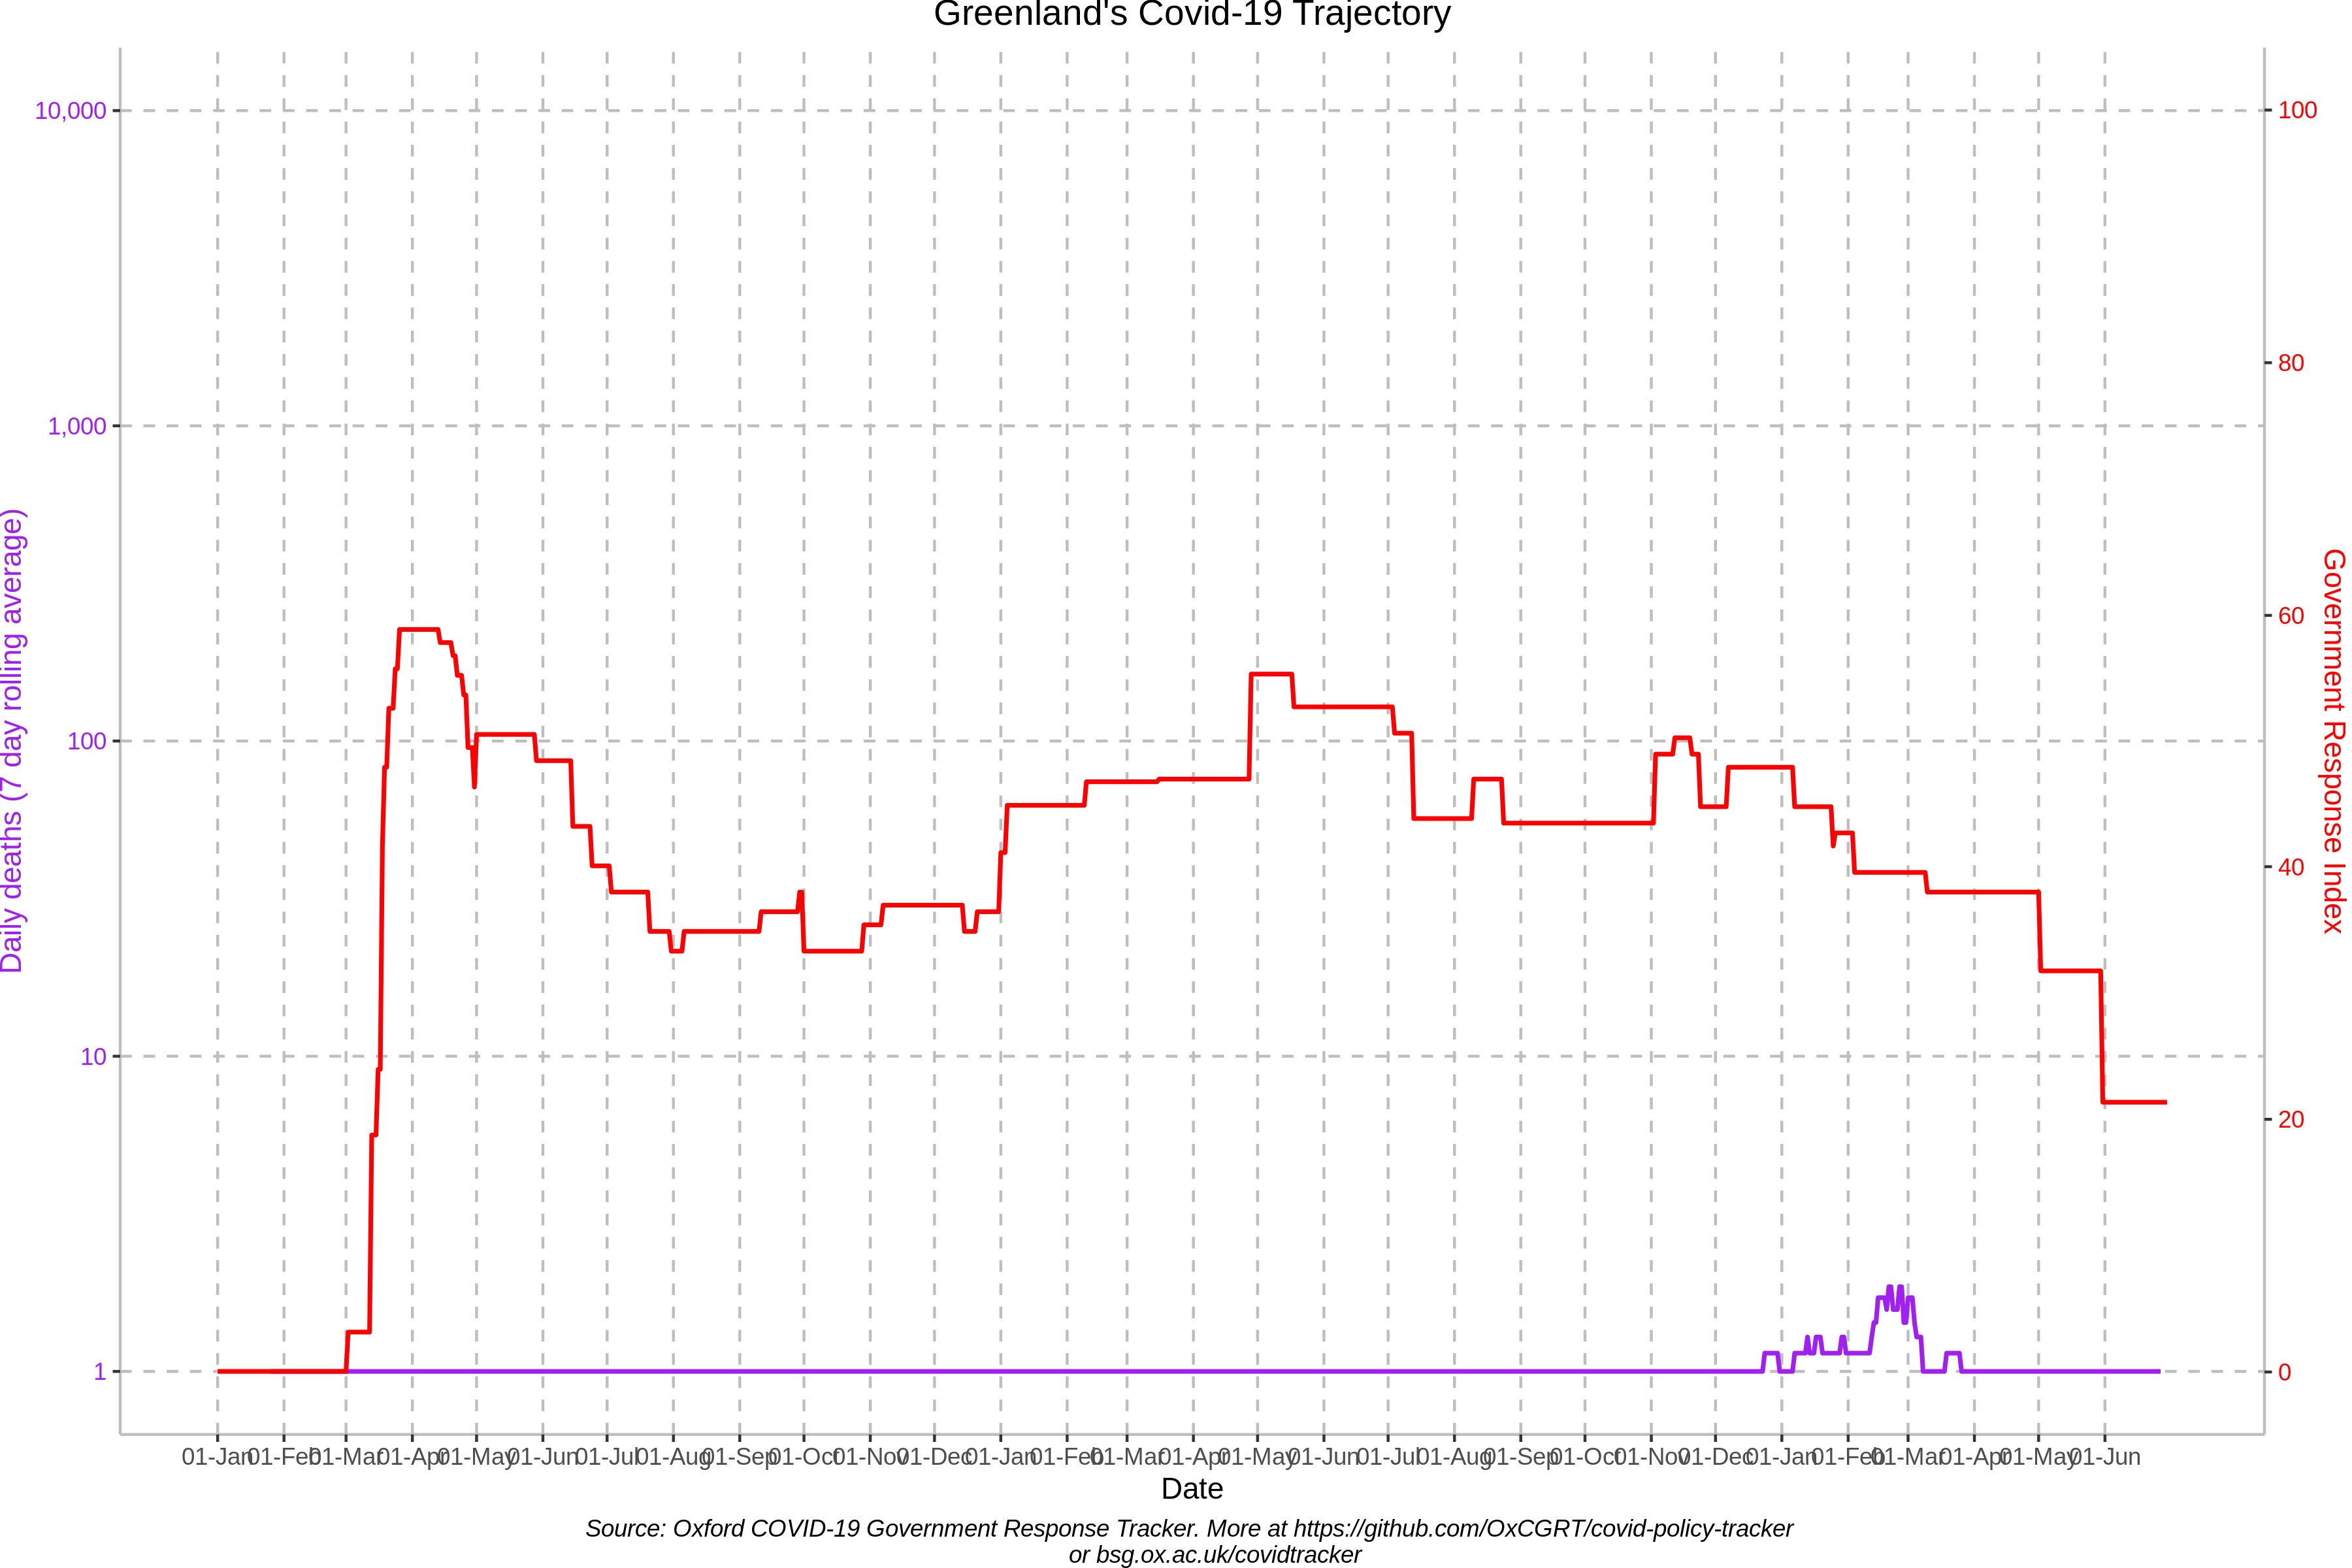 Greenland's Covid-19 Trajectory
10,000
1,000
100
10
1
Daily deaths (7 day rolling average)
100
80
60
40
20
0
Government Response Index
01-Jan 01-Feb 01-Mar 01-Apr 01-May 01-Jun 01-Jul 01-Aug 01-Sep 01-Oct 01-Nov 01-Dec 01-Jan 01-Feb 01-Mar 01-Apr 01-May 01-Jun 01-Jul 01-Aug 01-Sep 01-Oct 01-Nov 01-Dec 01-Jan 01-Feb 01-Mar 01-Apr 01-May 01-Jun
Date
Source: Oxford COVID-19 Government Response Tracker. More at https://github.com/OxCGRT/covid-policy-tracker
or bsg.ox.ac.uk/covidtracker